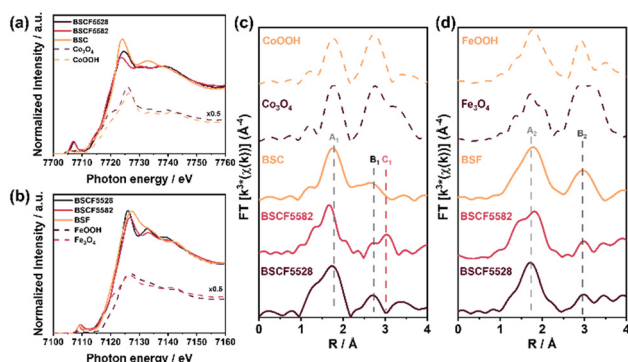 (a)
BSCF5528
BSCF5582
BSC
Co₃O₄
CoOOH
x0.5
Normalized Intensity / a.u.
7700 7710 7720 7730 7740 7750 7760
Photon energy / eV
(b)
BSCF5528
BSCF5582
BSF
FeOOH
Fe₃O₄
x0.5
Normalized Intensity / a.u.
7100 7110 7120 7130 7140 7150 7160
Photon energy / eV
(c)
CoOOH
Co₃O₄
A₁
B₁ C₁
BSC
BSCF5582
BSCF5528
FT [k³*(χ(k))] (Å⁻⁴)
0 1 2 3 4
R / Å
(d)
FeOOH
Fe₃O₄
A₂
B₂
BSF
BSCF5582
BSCF5528
FT [k³*(χ(k))] (Å⁻⁴)
0 1 2 3 4
R / Å